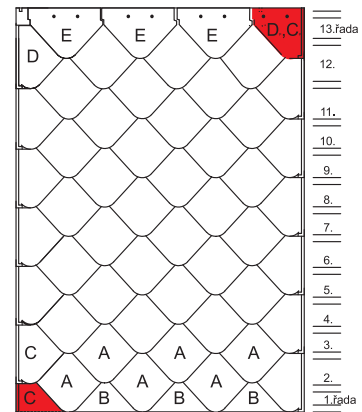 E E E D.,C. 13.řada
D 12.
11.
10.
9.
8.
7.
6.
5.
4.
C A A A 3.
A A A 2.
C B B B 1.řada